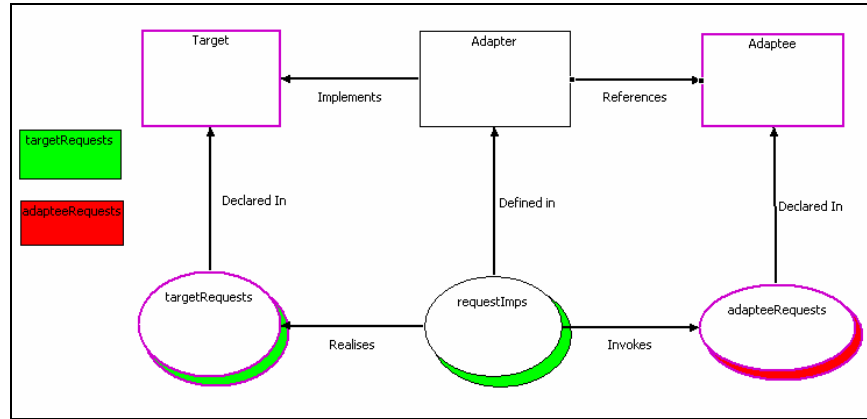 Target
Adapter
Adaptee
Implements
References
targetRequests
adapteeRequests
Declared In
Defined in
Declared In
targetRequests
requestImps
adapteeRequests
Realises
Invokes